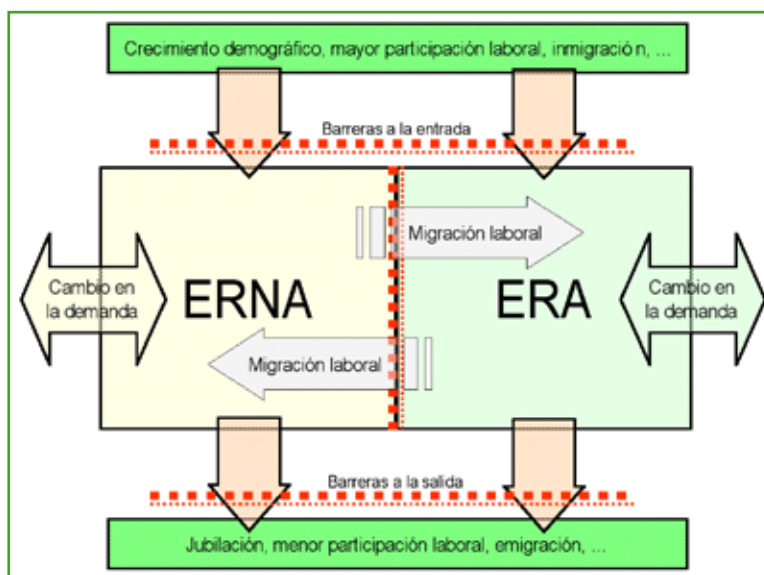 Crecimiento demográfico, mayor participación laboral, inmigración, ...
Barreras a la entrada
Migración laboral
Cambio en
la demanda
ERNA
ERA
Cambio en
la demanda
Migración laboral
Barreras a la salida
Jubilación, menor participación laboral, emigración, ...